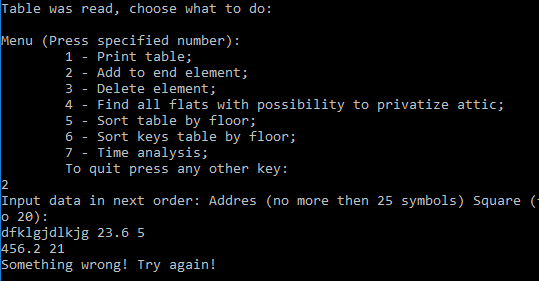 Table was read, choose what to do:
Menu (Press specified number):
1 - Print table;
2 - Add to end element;
3 - Delete element;
4 - Find all flats with possibility to privatize attic;
5 - Sort table by floor;
6 - Sort keys table by floor;
7 - Time analysis;
To quit press any other key:
2
Input data in next order: Addres (no more then 25 symbols) Square (
o 20):
dfklgjdlkjg 23.6 5
456.2 21
Something wrong! Try again!